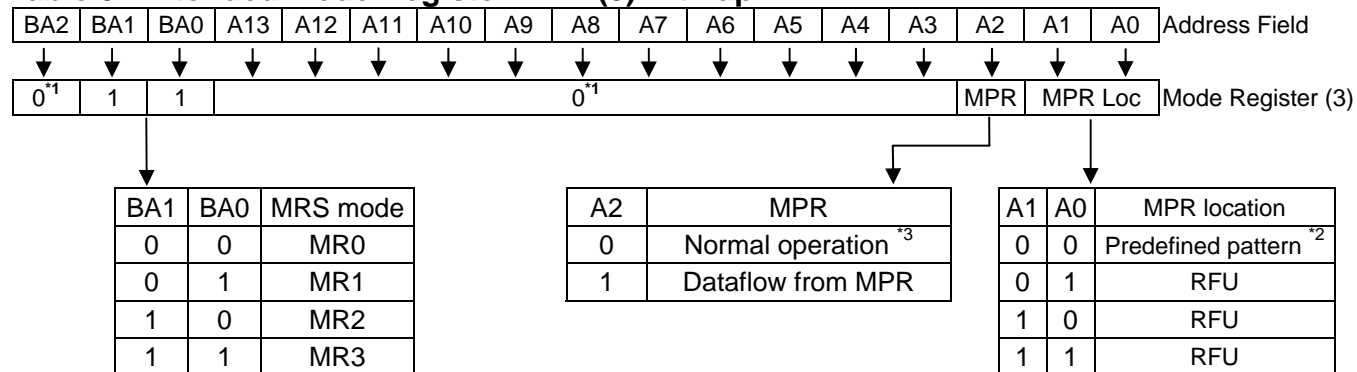 BA2 BA1 BA0 A13 A12 A11 A10 A9 A8 A7 A6 A5 A4 A3 A2 A1 A0 Address Field
0*1 1 1 0*1 MPR MPR Loc Mode Register (3)
BA1 BA0 MRS mode
0 0 MR0
0 1 MR1
1 0 MR2
1 1 MR3
A2 MPR
0 Normal operation *3
1 Dataflow from MPR
A1 A0 MPR location
0 0 Predefined pattern *2
0 1 RFU
1 0 RFU
1 1 RFU